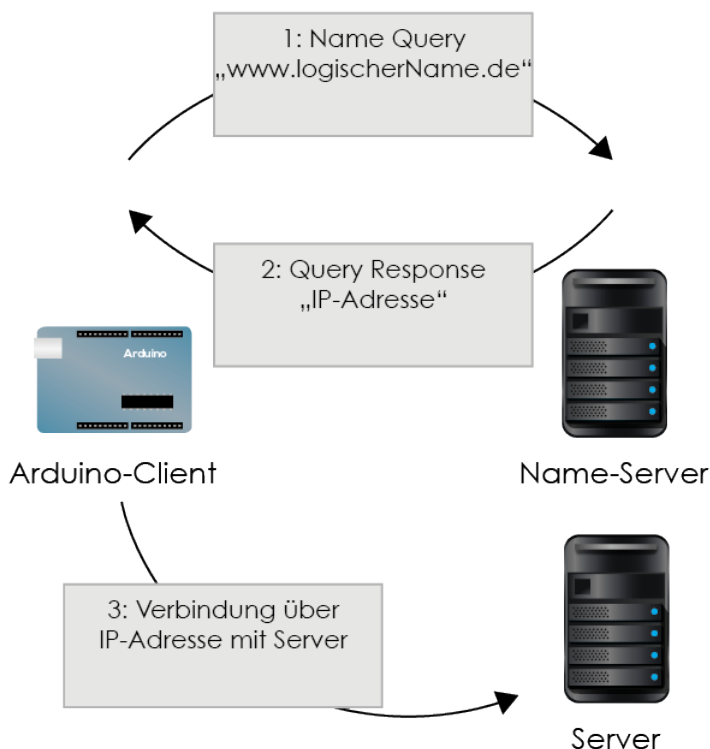 1: Name Query
„www.logischerName.de“
2: Query Response
„IP-Adresse“
Arduino
Arduino-Client
Name-Server
3: Verbindung über
IP-Adresse mit Server
Server